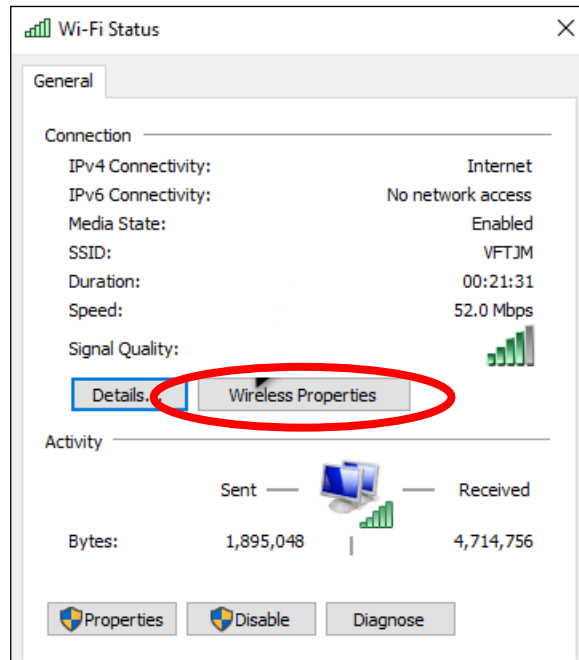 Wi-Fi Status
General
Connection
IPv4 Connectivity: Internet
IPv6 Connectivity: No network access
Media State: Enabled
SSID: VFTJM
Duration: 00:21:31
Speed: 52.0 Mbps
Signal Quality:
Details... Wireless Properties
Activity
Sent Received
Bytes: 1,895,048 4,714,756
Properties Disable Diagnose